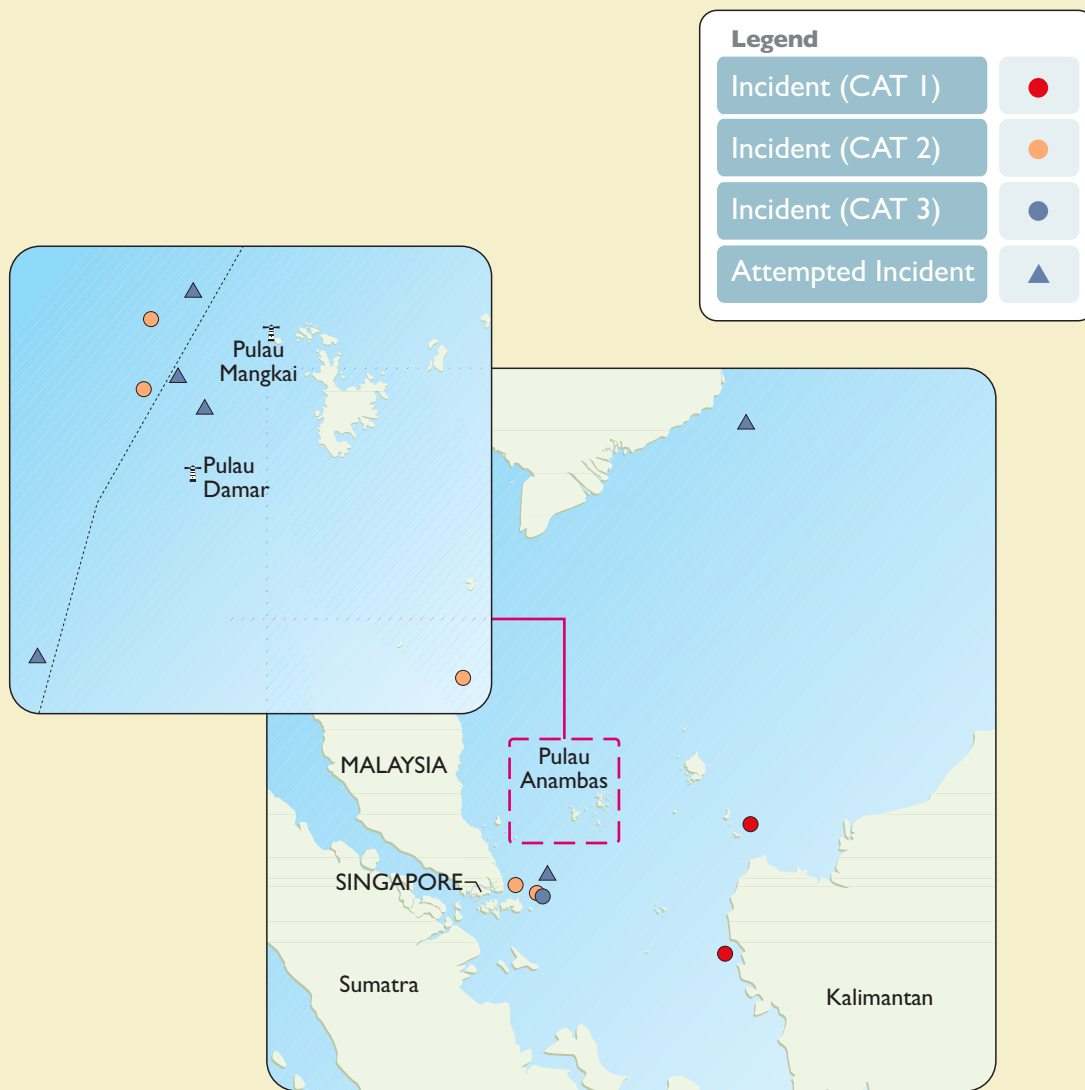 Legend
Incident (CAT 1)
Incident (CAT 2)
Incident (CAT 3)
Attempted Incident
Pulau
Mangkai
Pulau
Damar
MALAYSIA
Pulau
Anambas
SINGAPORE
Sumatra
Kalimantan